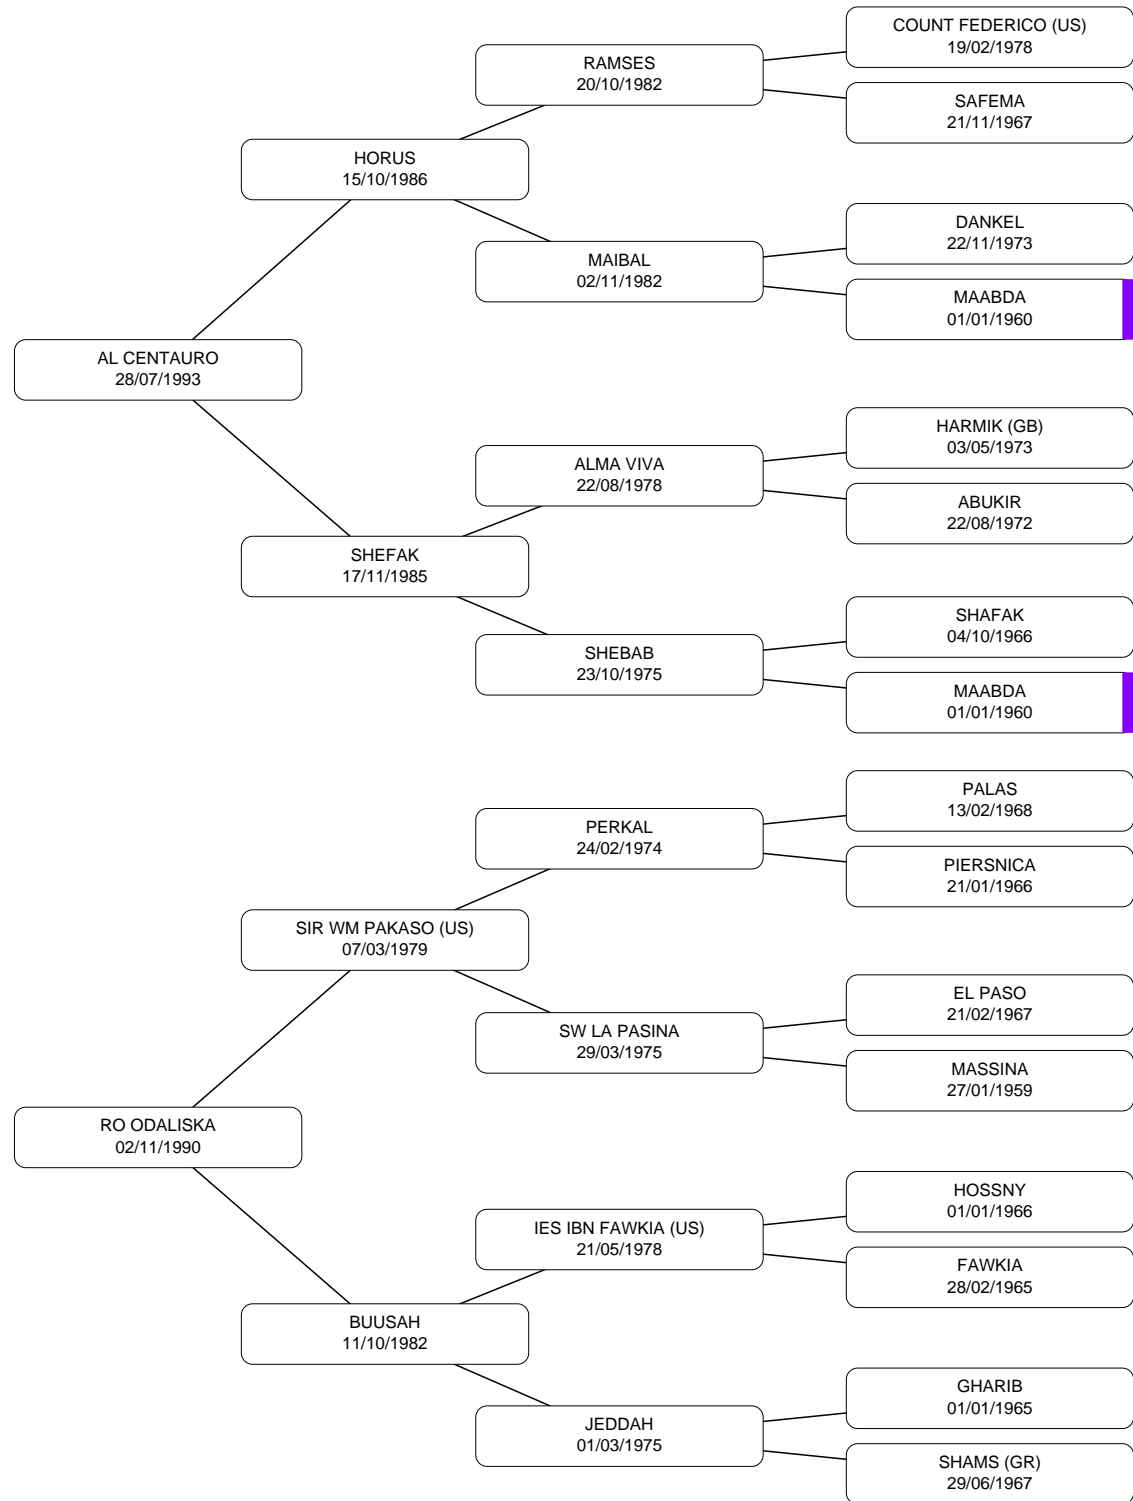 COUNT FEDERICO (US)
19/02/1978
RAMSES
20/10/1982
SAFEMA
21/11/1967
HORUS
15/10/1986
DANKEL
22/11/1973
MAIBAL
02/11/1982
MAABDA
01/01/1960
AL CENTAURO
28/07/1993
HARMIK (GB)
03/05/1973
ALMA VIVA
22/08/1978
ABUKIR
22/08/1972
SHEFAK
17/11/1985
SHAFAK
04/10/1966
SHEBAB
23/10/1975
MAABDA
01/01/1960
PALAS
13/02/1968
PERKAL
24/02/1974
PIERSNICA
21/01/1966
SIR WM PAKASO (US)
07/03/1979
EL PASO
21/02/1967
SW LA PASINA
29/03/1975
MASSINA
27/01/1959
RO ODALISKA
02/11/1990
HOSSNY
01/01/1966
IES IBN FAWKIA (US)
21/05/1978
FAWKIA
28/02/1965
BUUSAH
11/10/1982
GHARIB
01/01/1965
JEDDAH
01/03/1975
SHAMS (GR)
29/06/1967